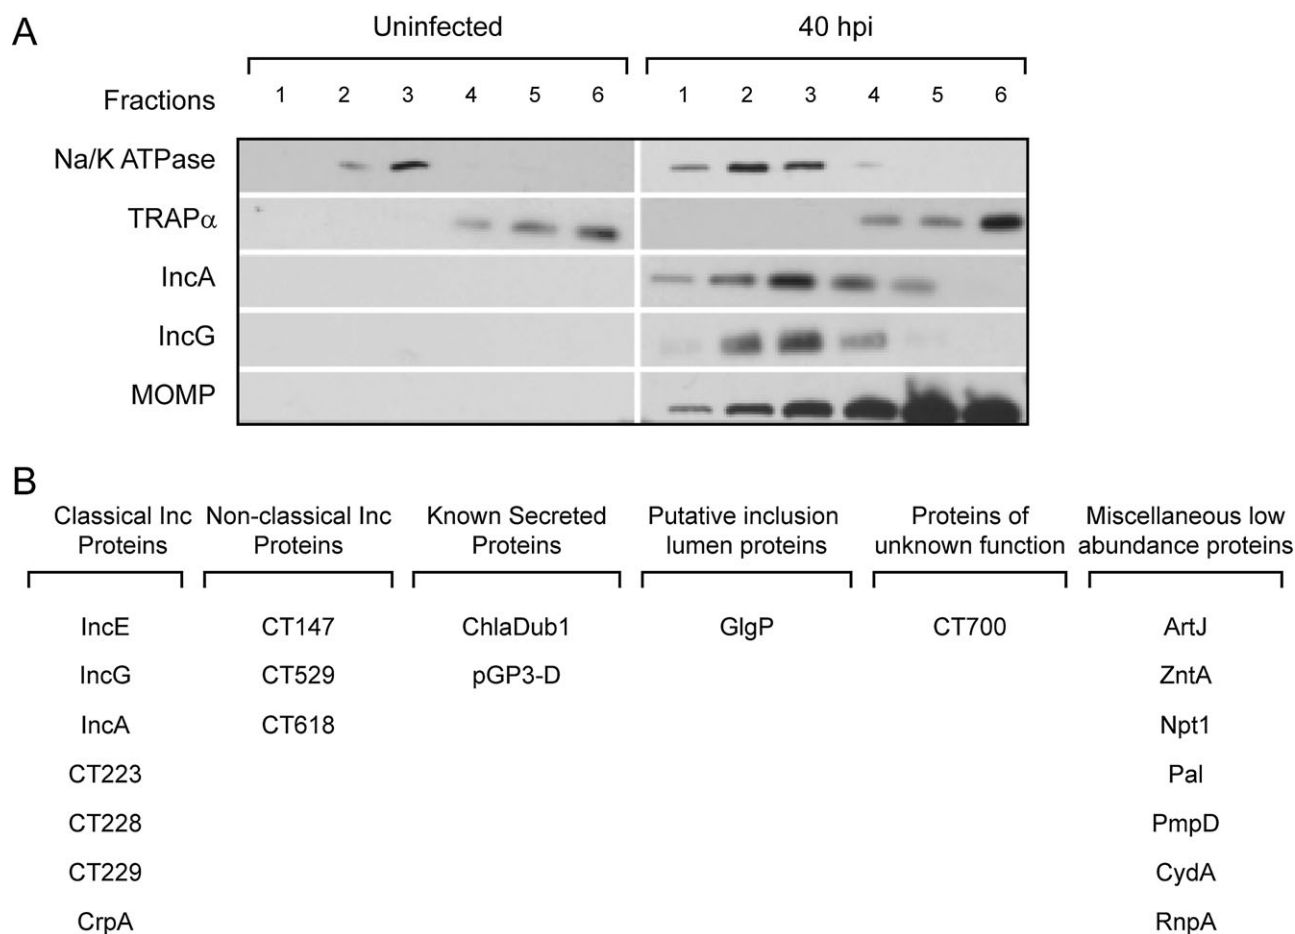 A
Uninfected 40 hpi
Fractions 1 2 3 4 5 6 1 2 3 4 5 6
Na/K ATPase
TRAPα
IncA
IncG
MOMP
B
Classical Inc Non-classical Inc Known Secreted Putative inclusion Proteins of Miscellaneous low
Proteins Proteins Proteins lumen proteins unknown function abundance proteins
IncE CT147 ChlaDub1 GlgP CT700 ArtJ
IncG CT529 pGP3-D ZntA
IncA CT618 Npt1
CT223 Pal
CT228 PmpD
CT229 CydA
CrpA RnpA